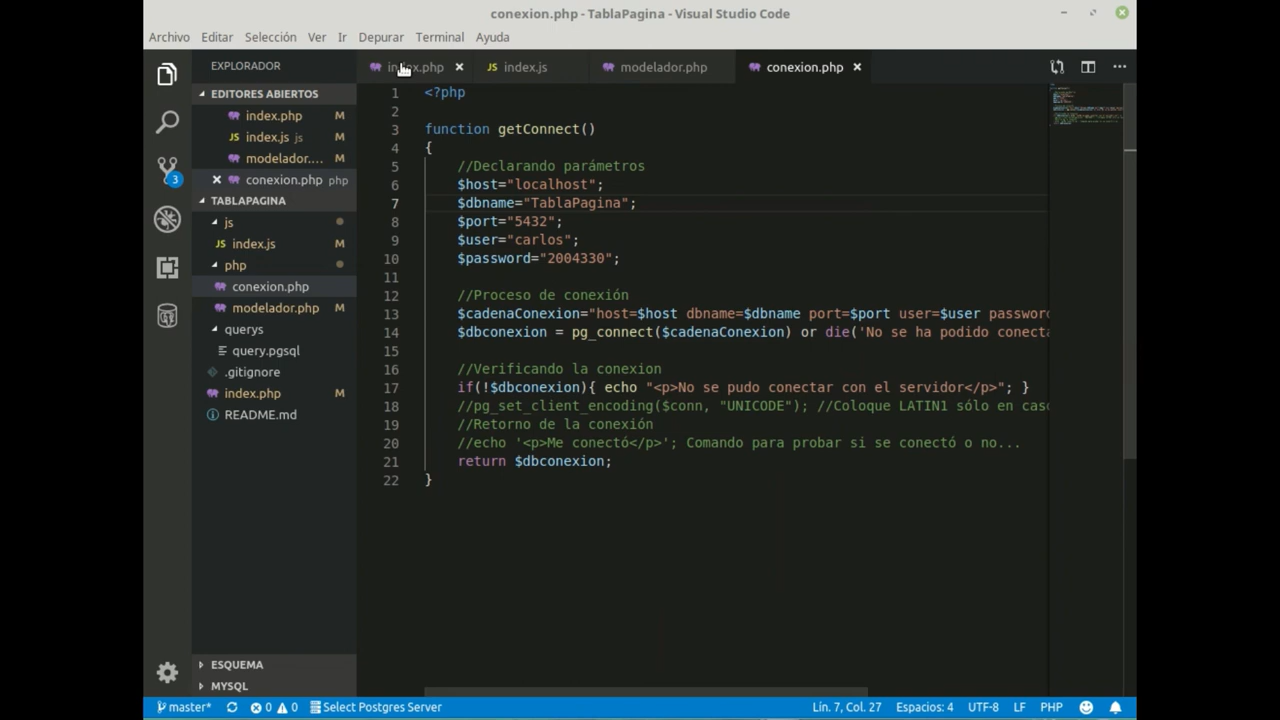 conexion.php - TablaPagina - Visual Studio Code
Archivo Editar Selección Ver Ir Depurar Terminal Ayuda
EXPLORADOR
index.php index.js modelador.php conexion.php
EDITORES ABIERTOS
index.php M
index.js js M
modelador.... M
conexion.php php
TABLAPAGINA
js
index.js
php
conexion.php
modelador.php M
querys
query.pgsql
.gitignore
index.php M
README.md
ESQUEMA
MYSQL
3
1 <?php
2
3 function getConnect()
4 {
5 //Declarando parámetros
6 $host="localhost";
7 $dbname="TablaPagina";
8 $port="5432";
9 $user="carlos";
10 $password="2004330";
11
12 //Proceso de conexión
13 $cadenaConexion="host=$host dbname=$dbname port=$port user=$user password
14 $dbconexion = pg_connect($cadenaConexion) or die('No se ha podido conecta
15
16 //Verificando la conexion
17 if(!$dbconexion){ echo "<p>No se pudo conectar con el servidor</p>"; }
18 //pg_set_client_encoding($conn, "UNICODE"); //Coloque LATIN1 sólo en caso
19 //Retorno de la conexión
20 //echo '<p>Me conectó</p>'; Comando para probar si se conectó o no...
21 return $dbconexion;
22 }
master* 0 0 Select Postgres Server Lín. 7, Col. 27 Espacios: 4 UTF-8 LF PHP